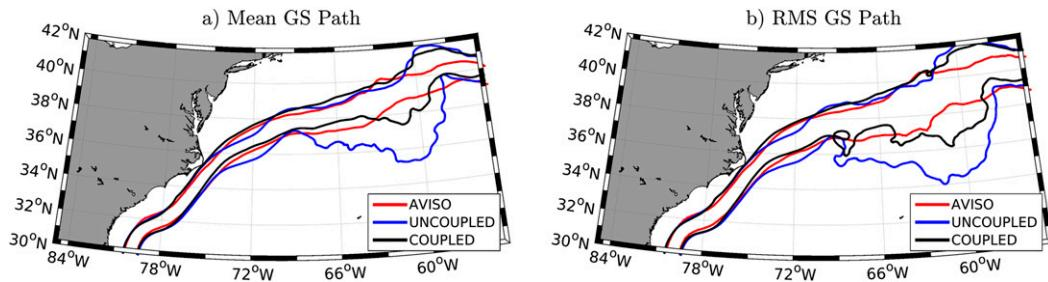 a) Mean GS Path
42°N
40°N
38°N
36°N
34°N
32°N
30°N
84°W
78°W
72°W
66°W
60°W
AVISO
UNCOUPLED
COUPLED
b) RMS GS Path
42°N
40°N
38°N
36°N
34°N
32°N
30°N
84°W
78°W
72°W
66°W
60°W
AVISO
UNCOUPLED
COUPLED